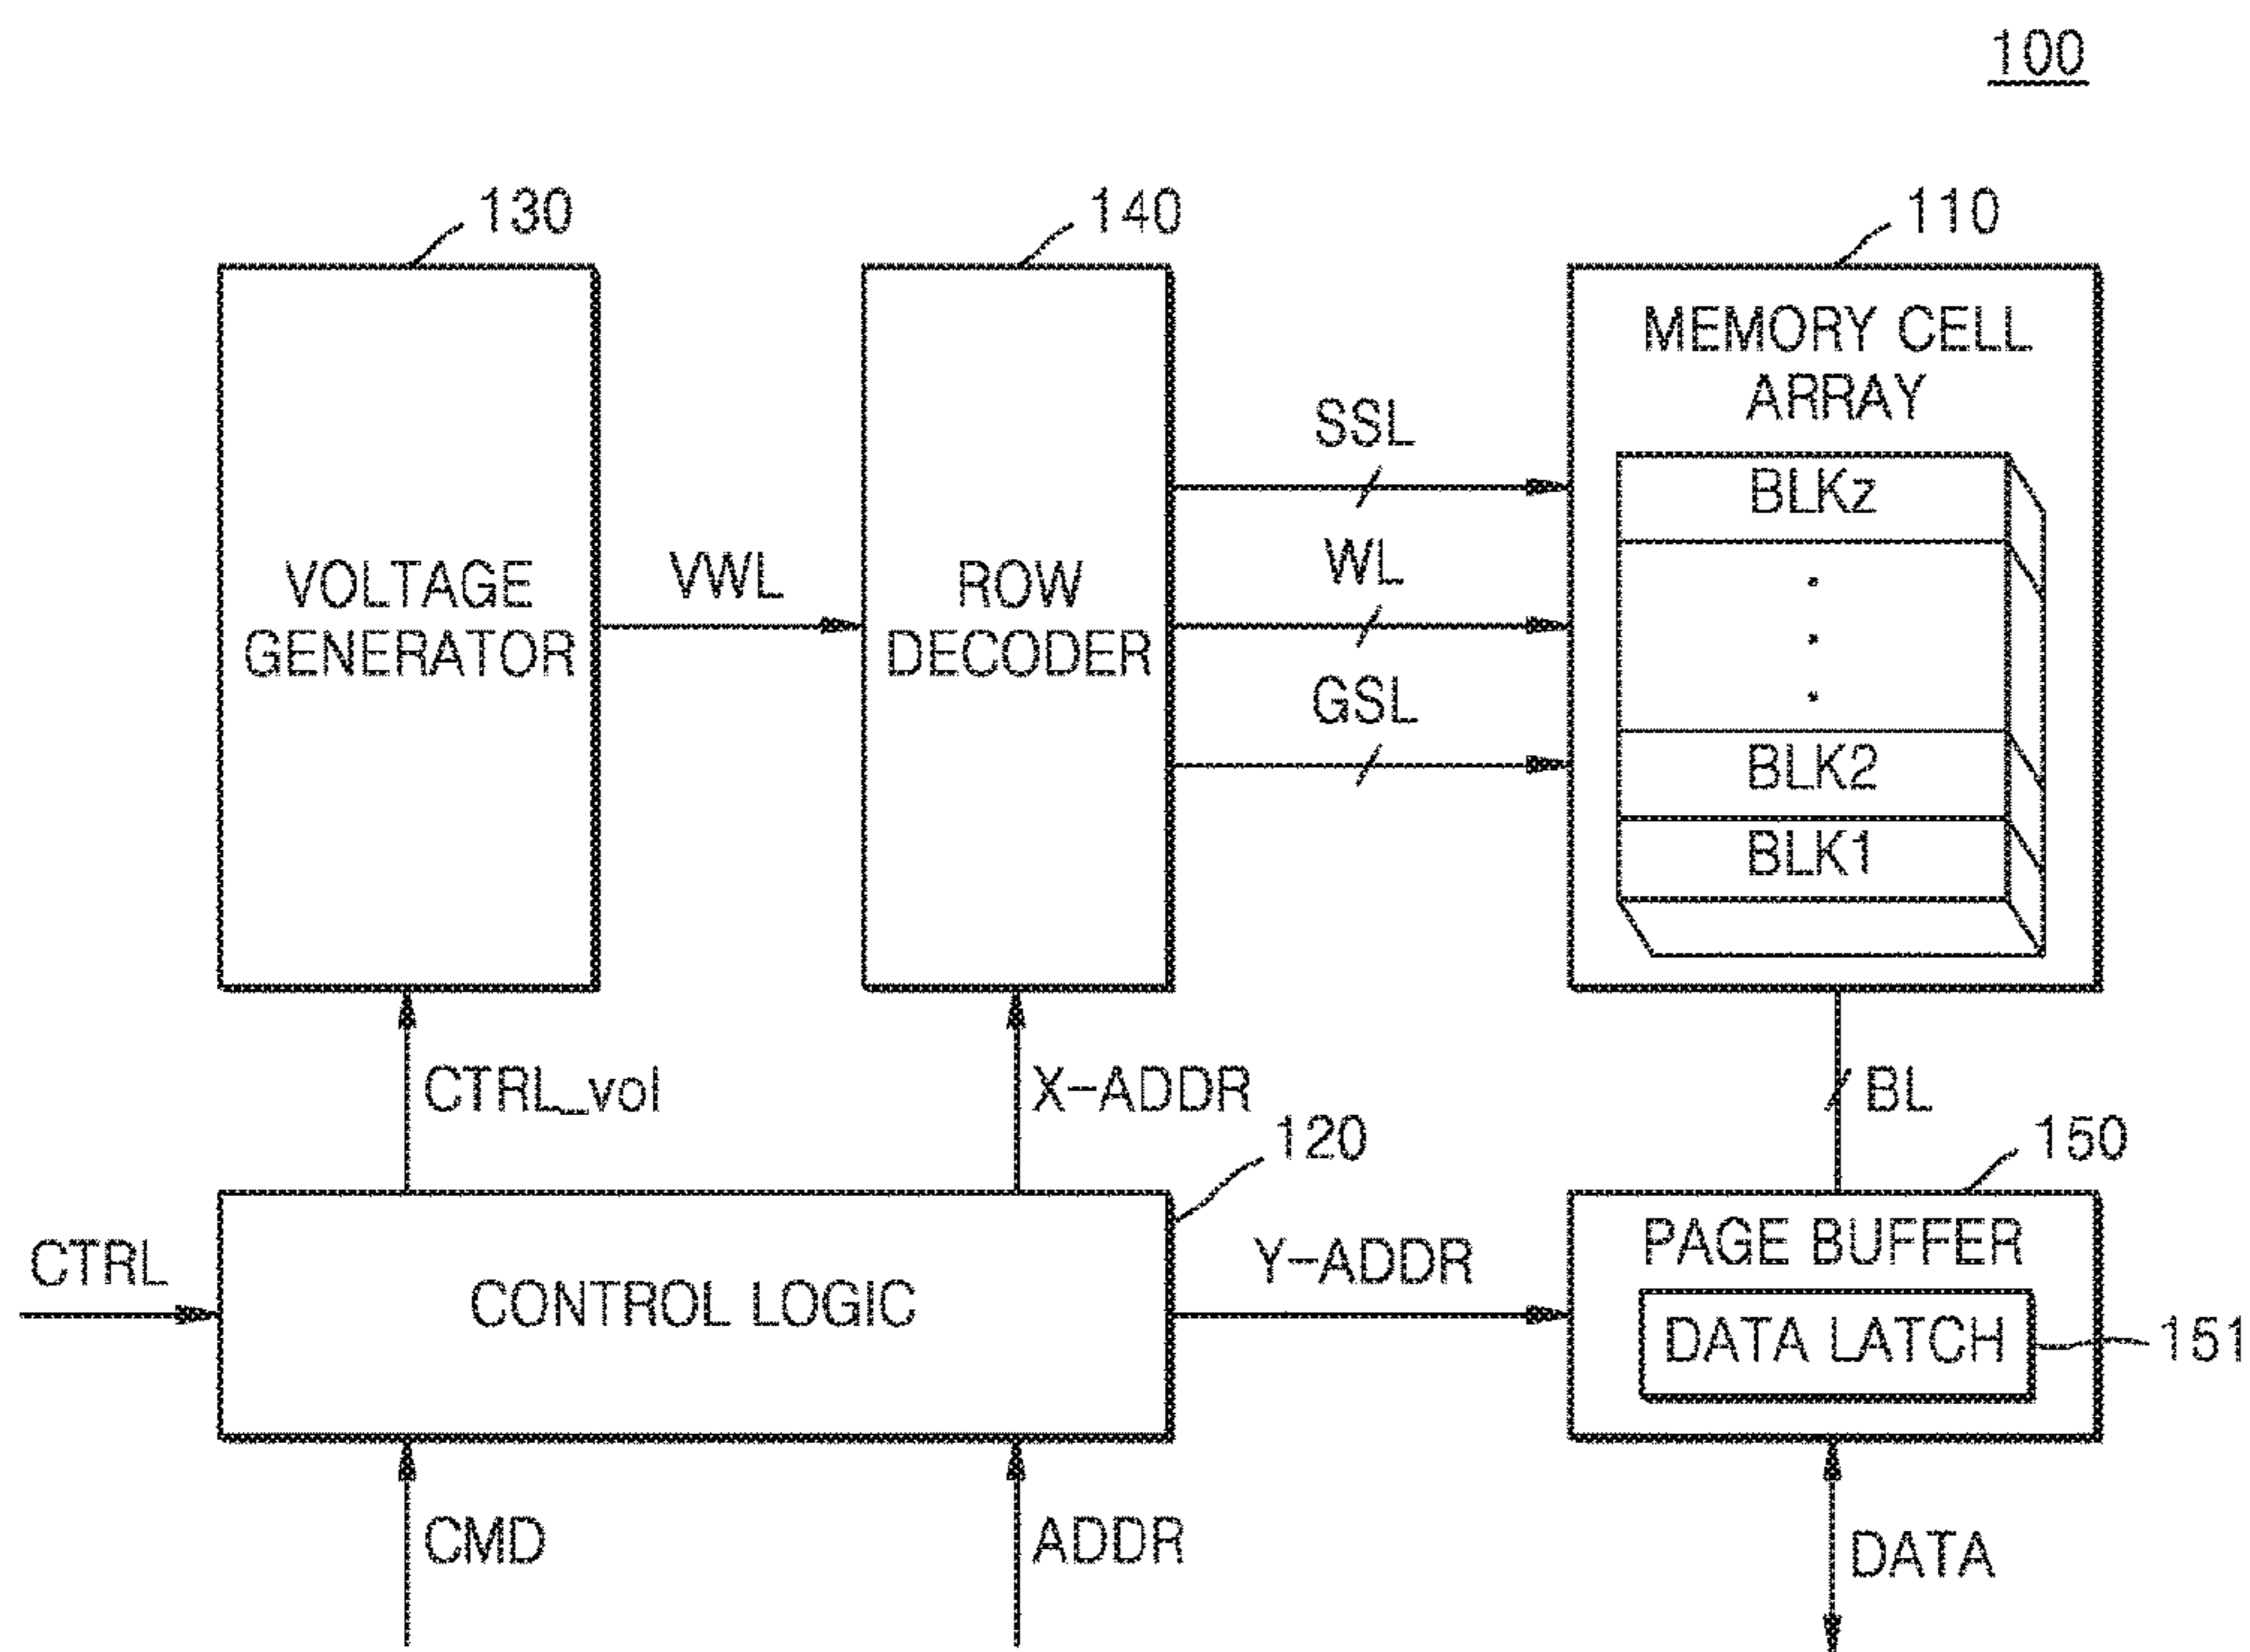 100
130
140
110
MEMORY CELL
ARRAY
SSL
BLKz
VOLTAGE
GENERATOR
VWL
ROW
DECODER
WL
GSL
BLK2
BLK1
CTRL_vol
X-ADDR
BL
120
150
CTRL
CONTROL LOGIC
Y-ADDR
PAGE BUFFER
DATA LATCH
151
CMD
ADDR
DATA